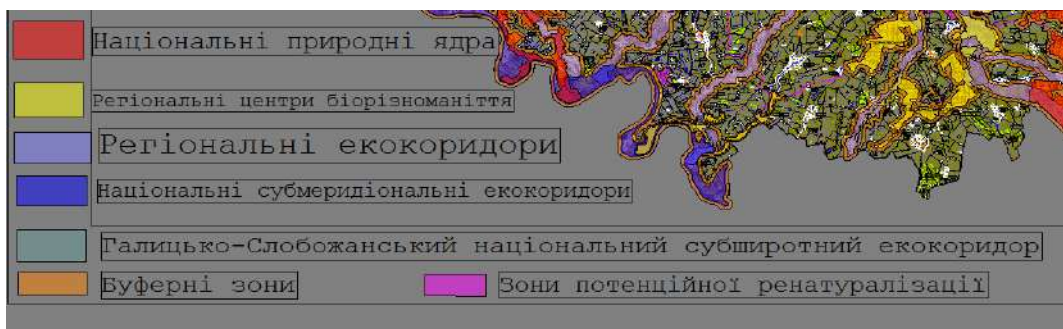 Національні природні ядра
Регіональні центри біорізноманіття
Регіональні екокоридори
Національні субмеридіональні екокоридори
Галицько-Слобожанський національний субширотний екокоридор
Буферні зони
Зони потенційної ренатуралізації